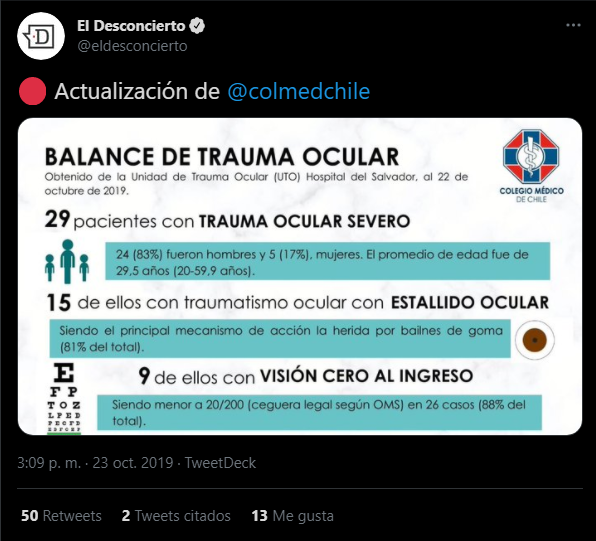 El Desconcierto
@eldesconcierto
Actualización de @colmedchile
BALANCE DE TRAUMA OCULAR
Obtenido de la Unidad de Trauma Ocular (UTO) Hospital del Salvador, al 22 de
octubre de 2019.
COLEGIO MÉDICO
DE CHILE
29 pacientes con TRAUMA OCULAR SEVERO
24 (83%) fueron hombres y 5 (17%), mujeres. El promedio de edad fue de
29,5 años (20-59,9 años).
15 de ellos con traumatismo ocular con ESTALLIDO OCULAR
Siendo el principal mecanismo de acción la herida por bailnes de goma
(81% del total).
9 de ellos con VISIÓN CERO AL INGRESO
Siendo menor a 20/200 (ceguera legal según OMS) en 26 casos (88% del
total).
E
F P
T O Z
L P E D
P E C F D
3:09 p. m. · 23 oct. 2019 · TweetDeck
50 Retweets 2 Tweets citados 13 Me gusta